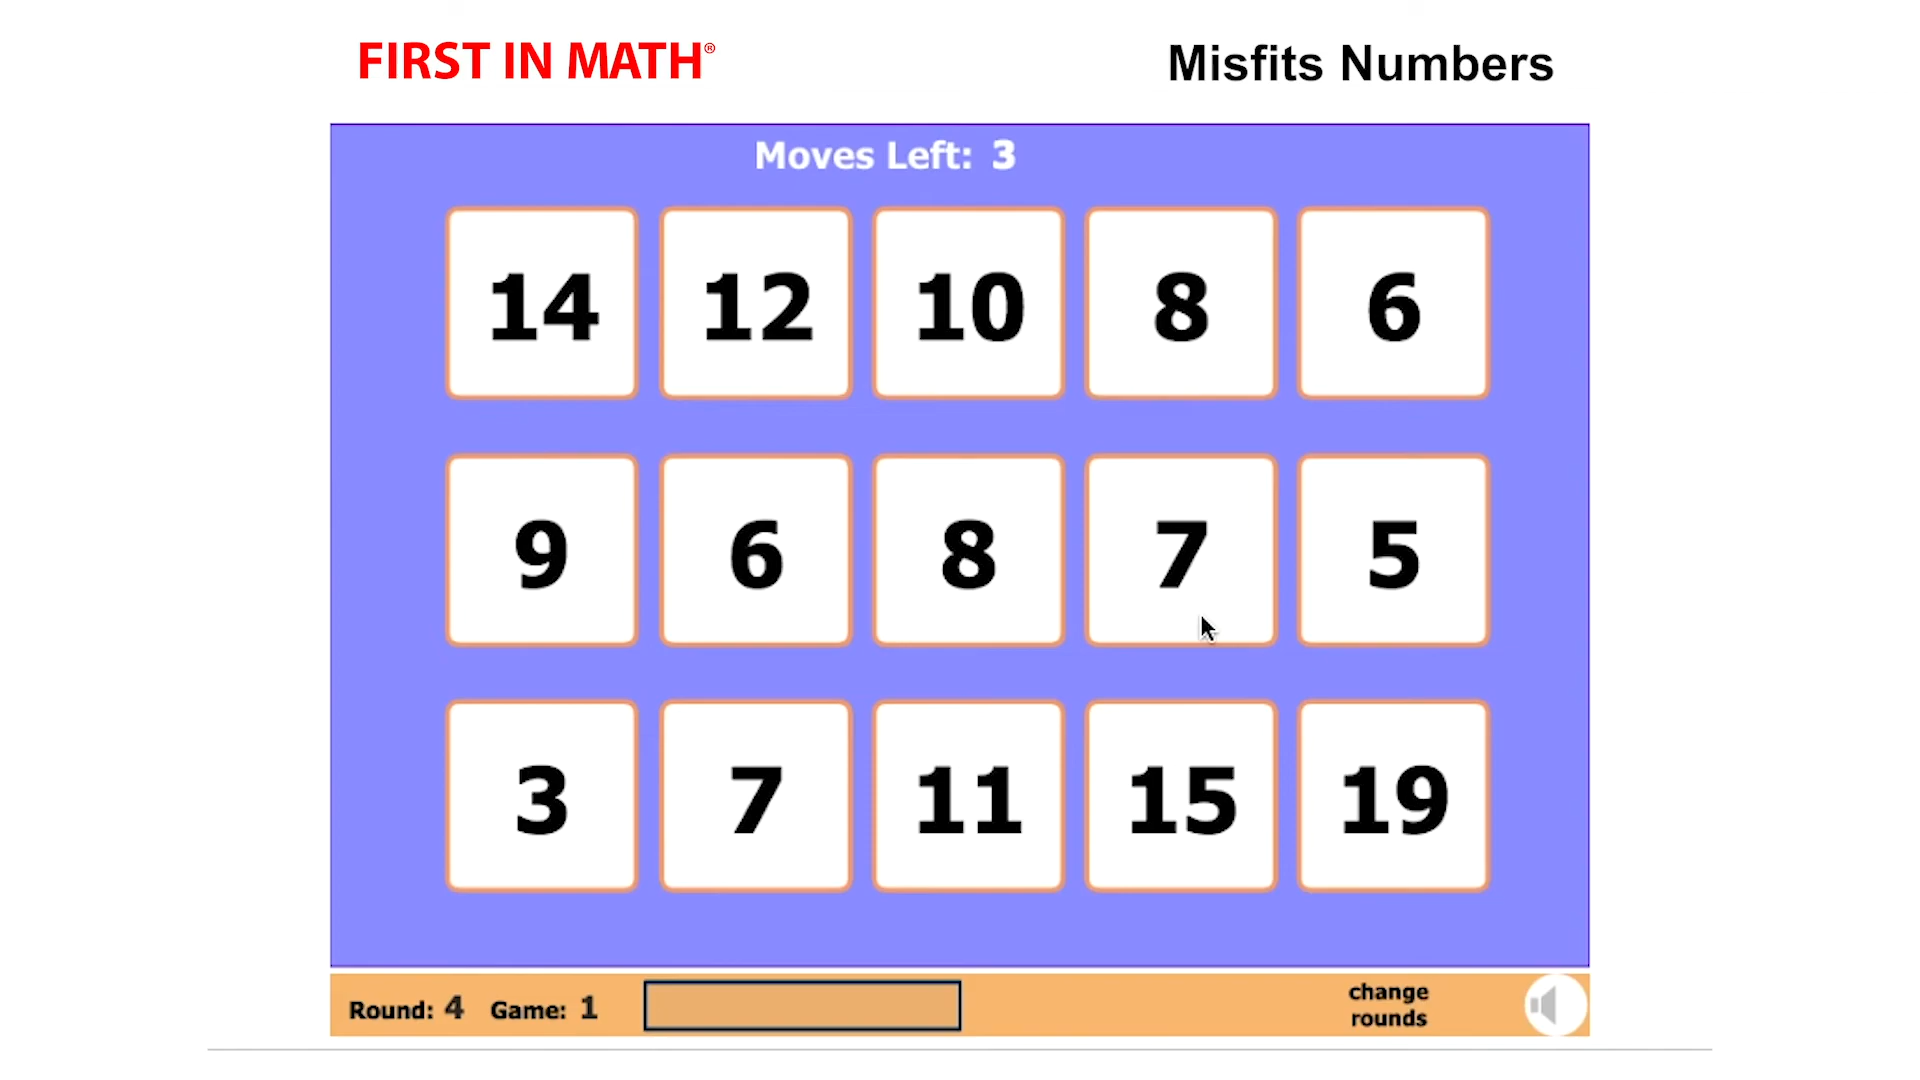 FIRST IN MATH®
Misfits Numbers
Moves Left: 3
14 12 10 8 6
9 6 8 7 5
3 7 11 15 19
Round: 4 Game: 1
change
rounds